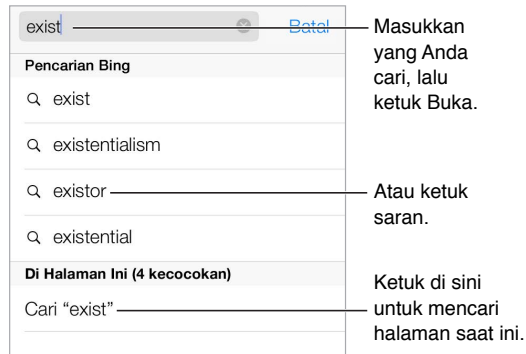 exist
Batal
Pencarian Bing
exist
existentialism
existor
existential
Di Halaman Ini (4 kecocokan)
Cari “exist”
Masukkan
yang Anda
cari, lalu
ketuk Buka.
Atau ketuk
saran.
Ketuk di sini
untuk mencari
halaman saat ini.